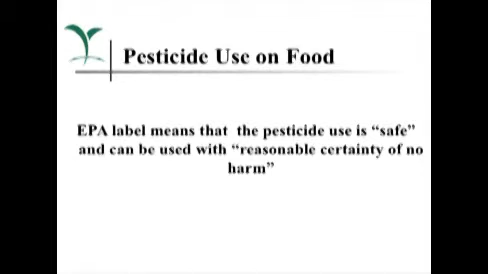 Pesticide Use on Food
EPA label means that the pesticide use is “safe”
and can be used with “reasonable certainty of no
harm”